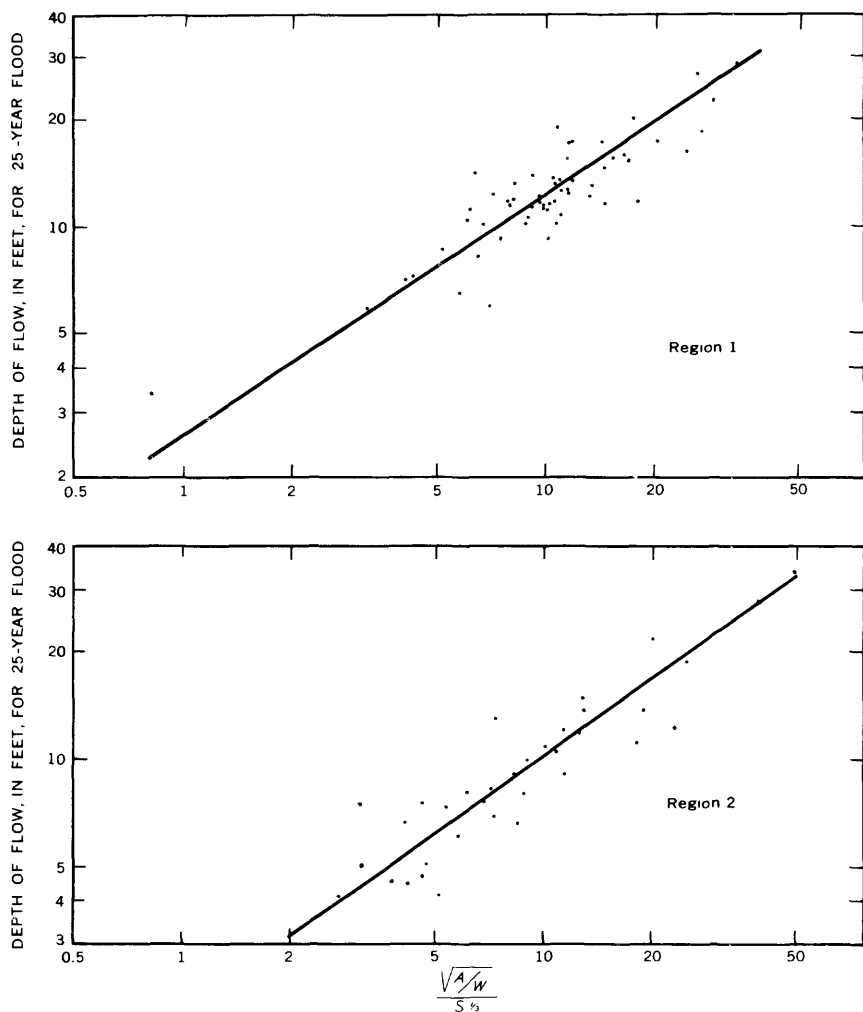 DEPTH OF FLOW, IN FEET, FOR 25-YEAR FLOOD
40
30
20
10
5
4
3
2
Region 1
0.5 1 2 5 10 20 50
DEPTH OF FLOW, IN FEET, FOR 25-YEAR FLOOD
40
30
20
10
5
4
3
Region 2
0.5 1 2 5 10 20 50
√A/W
S 1/3